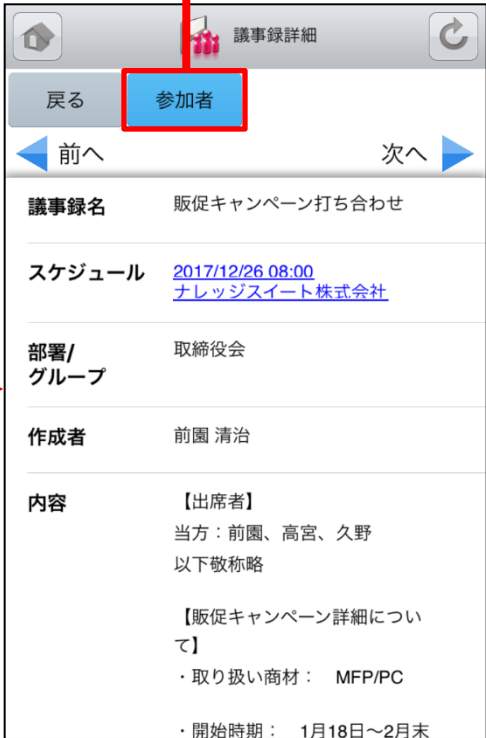 議事録詳細
戻る
参加者
前へ
次へ
議事録名
販促キャンペーン打ち合わせ
スケジュール
2017/12/26 08:00
ナレッジスイート株式会社
部署/
グループ
取締役会
作成者
前園 清治
内容
【出席者】
当方：前園、高宮、久野
以下敬称略
【販促キャンペーン詳細につい
て】
・取り扱い商材：　MFP/PC
・開始時期：　1月18日～2月末